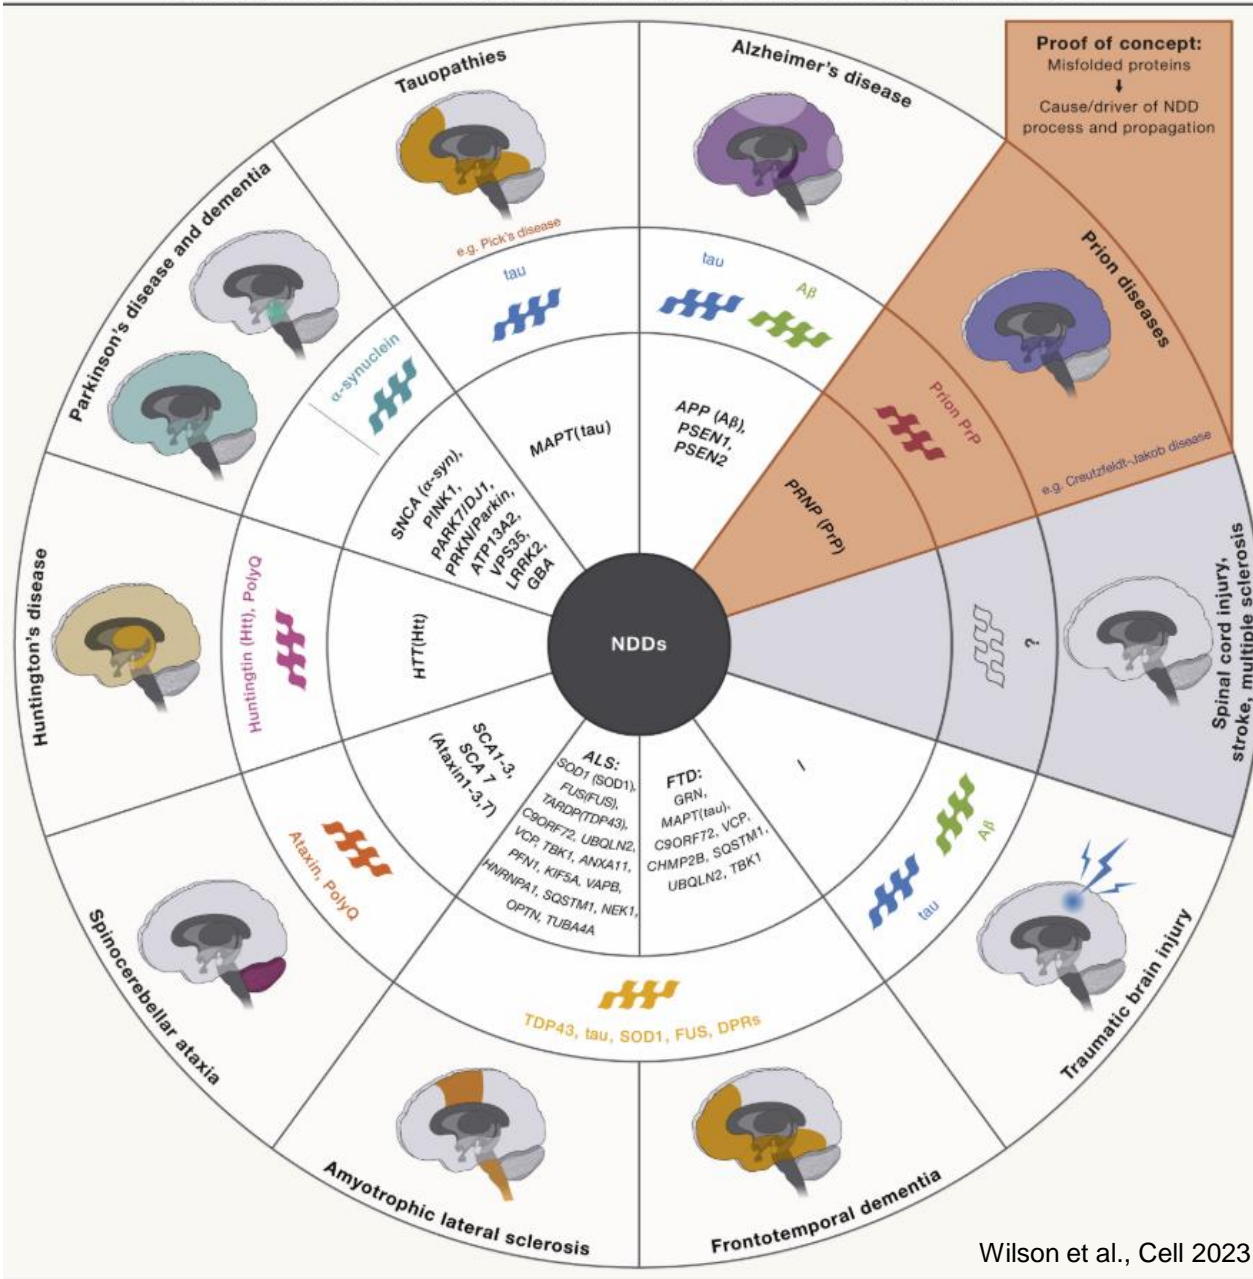 Proof of concept:
Misfolded proteins
↓
Cause/driver of NDD
process and propagation
Alzheimer's disease
tau
Aβ
APP (Aβ),
PSEN1,
PSEN2
Prion diseases
e.g. Creutzfeldt-Jakob disease
Prion PrP
PRNP (PrP)
Spinal cord injury,
stroke, multiple sclerosis
?
Traumatic brain injury
Aβ
tau
/
Frontotemporal dementia
FTD:
GRN,
MAPT(tau),
C9ORF72, VCP,
CHMP2B, SQSTM1,
UBQLN2, TBK1
TDP43, tau, SOD1, FUS, DPRs
Amyotrophic lateral sclerosis
ALS:
SOD1 (SOD1),
FUS(FUS),
TARDP(TDP43),
C9ORF72, UBQLN2,
VCP, TBK1, ANXA11,
PFN1, KIF5A, VAPB,
HNRNPA1, SQSTM1, NEK1,
OPTN, TUBA4A
Spinocerebellar ataxia
Ataxin, PolyQ
SCA1-3,
SCA 7
(Ataxin1-3,7)
Huntington's disease
Huntingtin (Htt), PolyQ
HTT(Htt)
Parkinson's disease and dementia
α-synuclein
SNCA (α-syn),
PINK1,
PARK7/DJ1,
PRKN/Parkin,
ATP13A2,
VPS35,
LRRK2,
GBA
Tauopathies
e.g. Pick's disease
tau
MAPT(tau)
NDDs
Wilson et al., Cell 2023